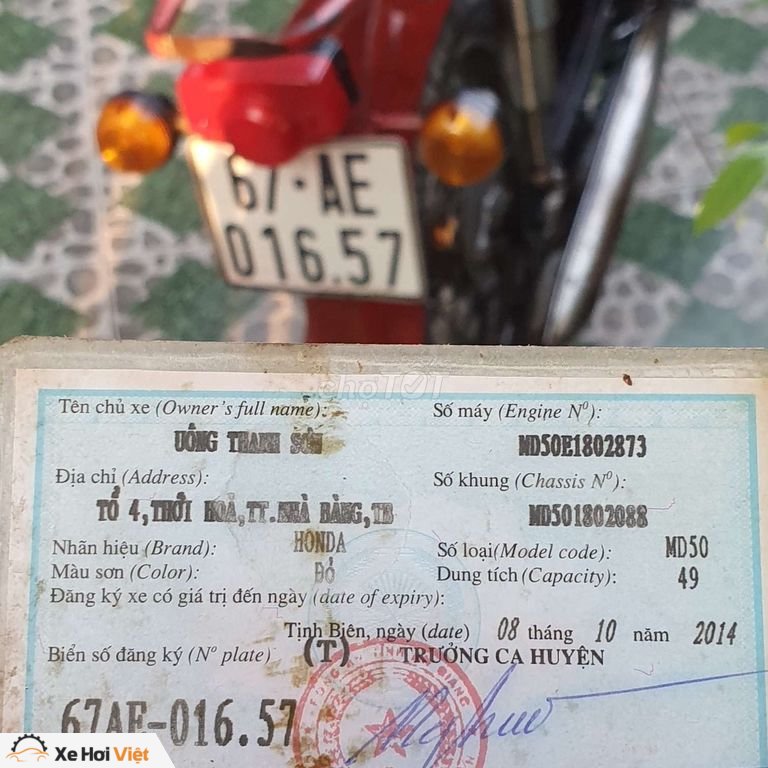 67-AE
016.57
chợTỐT
Tên chủ xe (Owner's full name):
UÔNG THANH SƠN
Địa chỉ (Address):
TỔ 4,THỚI HOÀ,TT.NHÀ BÀNG,TB
Nhãn hiệu (Brand): HONDA
Màu sơn (Color): Đỏ
Số máy (Engine Nº):
MD50E1802873
Số khung (Chassis Nº):
MD501802088
Số loại(Model code): MD50
Dung tích (Capacity): 49
Đăng ký xe có giá trị đến ngày (date of expiry):
Tịnh Biên, ngày (date) 08 tháng 10 năm 2014
Biển số đăng ký (Nº plate) (T) TRƯỞNG CA HUYỆN
67AE-016.57
Xe Hơi Việt